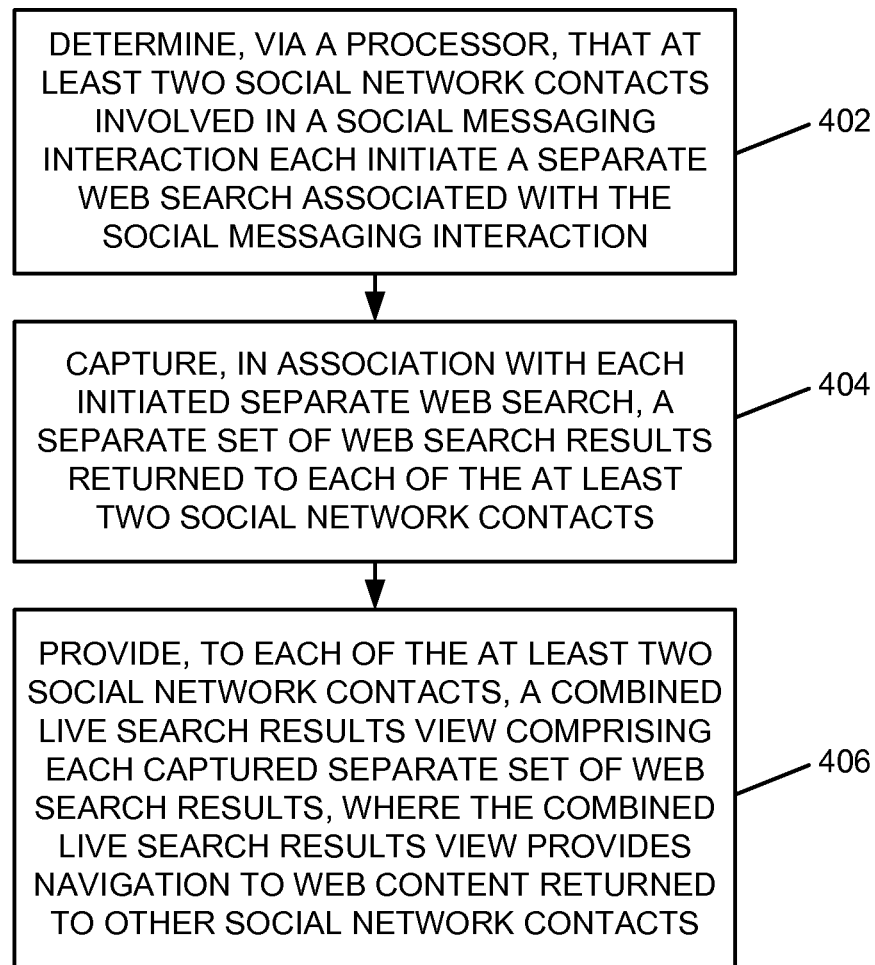 DETERMINE, VIA A PROCESSOR, THAT AT
LEAST TWO SOCIAL NETWORK CONTACTS
INVOLVED IN A SOCIAL MESSAGING
INTERACTION EACH INITIATE A SEPARATE
WEB SEARCH ASSOCIATED WITH THE
SOCIAL MESSAGING INTERACTION
402
CAPTURE, IN ASSOCIATION WITH EACH
INITIATED SEPARATE WEB SEARCH, A
SEPARATE SET OF WEB SEARCH RESULTS
RETURNED TO EACH OF THE AT LEAST
TWO SOCIAL NETWORK CONTACTS
404
PROVIDE, TO EACH OF THE AT LEAST TWO
SOCIAL NETWORK CONTACTS, A COMBINED
LIVE SEARCH RESULTS VIEW COMPRISING
EACH CAPTURED SEPARATE SET OF WEB
SEARCH RESULTS, WHERE THE COMBINED
LIVE SEARCH RESULTS VIEW PROVIDES
NAVIGATION TO WEB CONTENT RETURNED
TO OTHER SOCIAL NETWORK CONTACTS
406